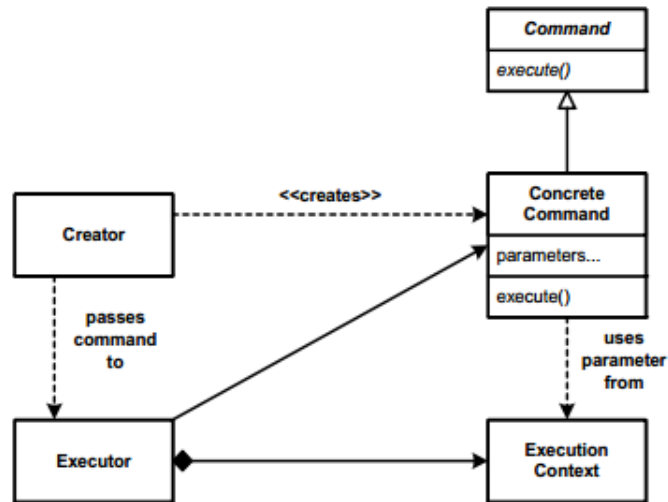 Command
execute()
<<creates>>
Concrete
Command
Creator
parameters...
execute()
passes
command
to
uses
parameter
from
Executor
Execution
Context